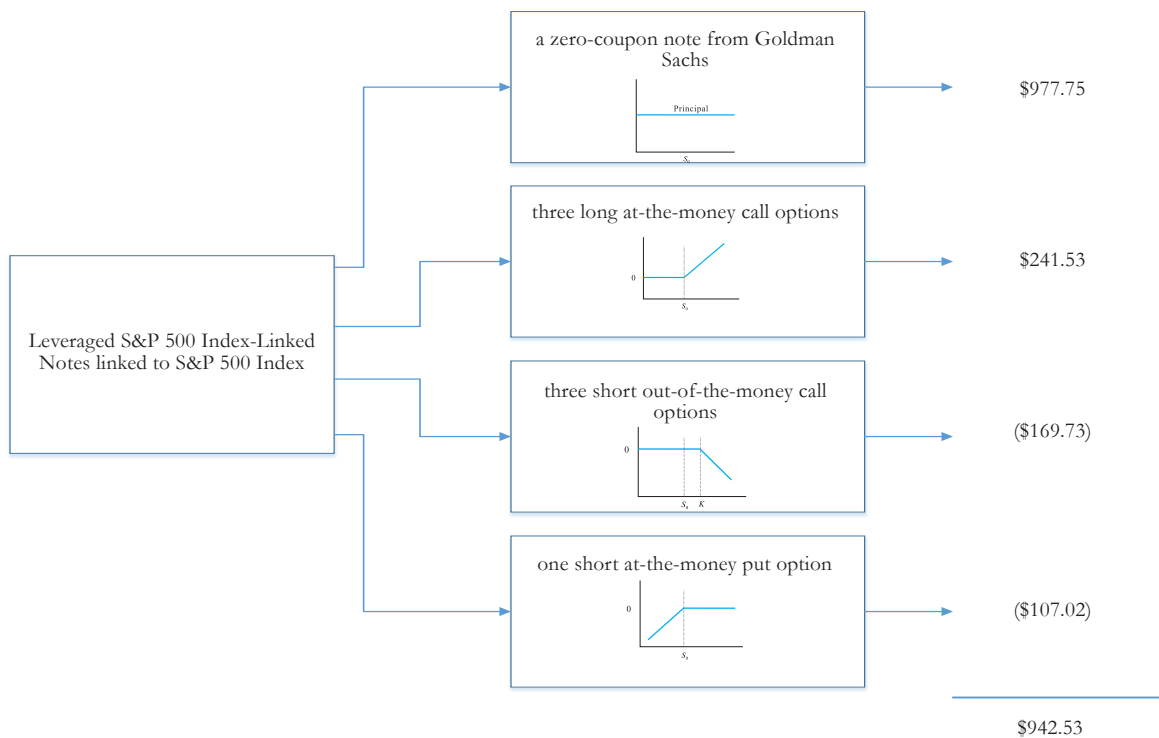 a zero-coupon note from Goldman
Sachs
Principal
S₀
$977.75
three long at-the-money call options
0
S₀
$241.53
Leveraged S&P 500 Index-Linked
Notes linked to S&P 500 Index
three short out-of-the-money call
options
0
S₀ K
($169.73)
one short at-the-money put option
0
S₀
($107.02)
$942.53